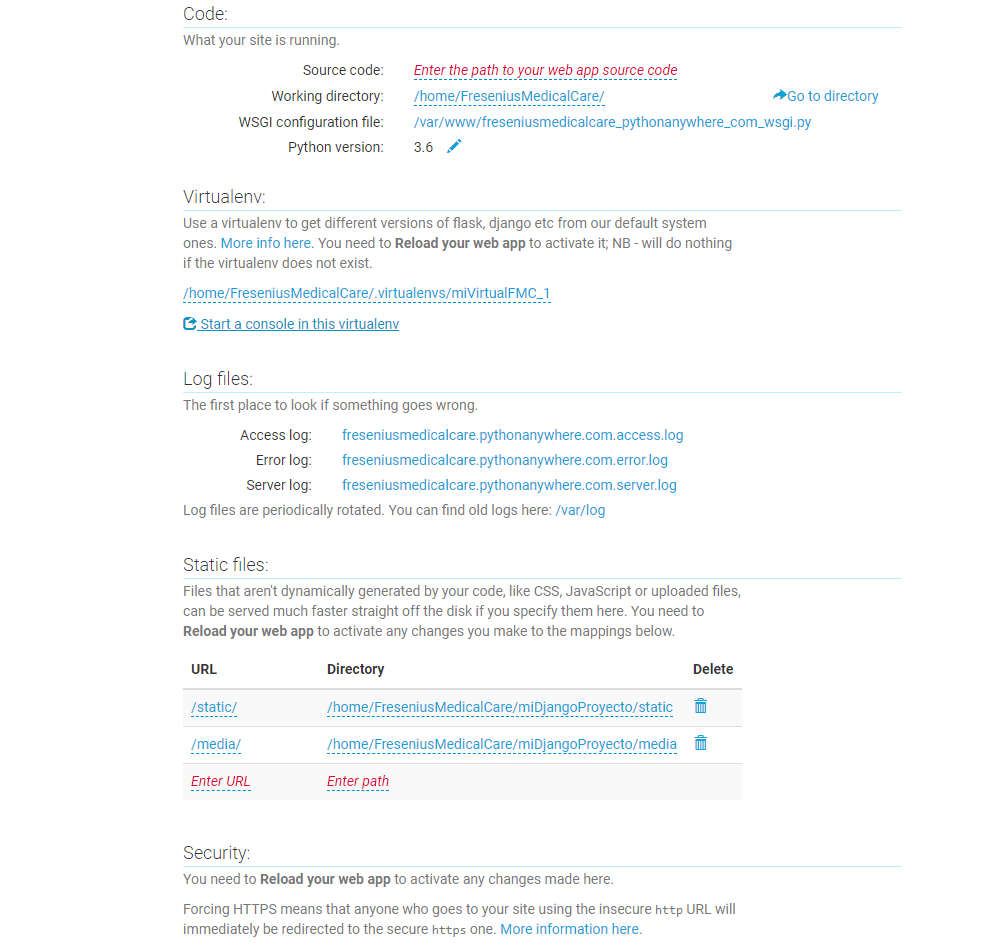 Code:
What your site is running.
Source code: Enter the path to your web app source code
Working directory: /home/FreseniusMedicalCare/ Go to directory
WSGI configuration file: /var/www/freseniusmedicalcare_pythonanywhere_com_wsgi.py
Python version: 3.6
Virtualenv:
Use a virtualenv to get different versions of flask, django etc from our default system
ones. More info here. You need to Reload your web app to activate it; NB - will do nothing
if the virtualenv does not exist.
/home/FreseniusMedicalCare/.virtualenvs/miVirtualFMC_1
Start a console in this virtualenv
Log files:
The first place to look if something goes wrong.
Access log: freseniusmedicalcare.pythonanywhere.com.access.log
Error log: freseniusmedicalcare.pythonanywhere.com.error.log
Server log: freseniusmedicalcare.pythonanywhere.com.server.log
Log files are periodically rotated. You can find old logs here: /var/log
Static files:
Files that aren't dynamically generated by your code, like CSS, JavaScript or uploaded files,
can be served much faster straight off the disk if you specify them here. You need to
Reload your web app to activate any changes you make to the mappings below.
URL Directory Delete
/static/ /home/FreseniusMedicalCare/miDjangoProyecto/static
/media/ /home/FreseniusMedicalCare/miDjangoProyecto/media
Enter URL Enter path
Security:
You need to Reload your web app to activate any changes made here.
Forcing HTTPS means that anyone who goes to your site using the insecure http URL will
immediately be redirected to the secure https one. More information here.